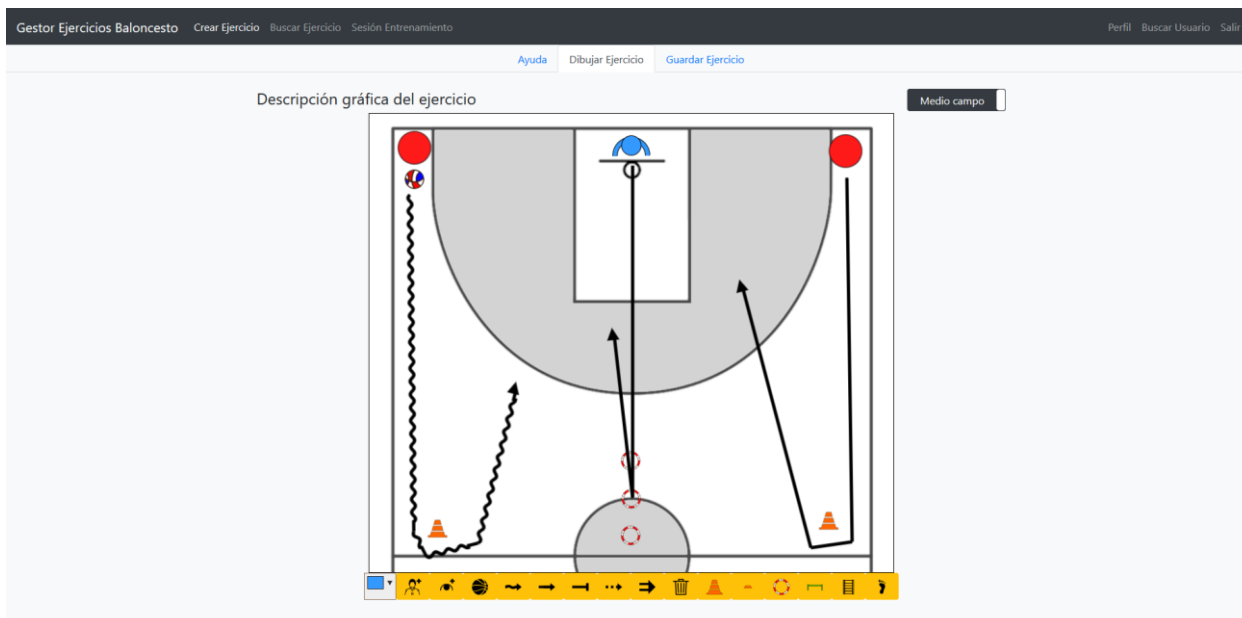 Gestor Ejercicios Baloncesto Crear Ejercicio Buscar Ejercicio Sesión Entrenamiento Perfil Buscar Usuario Salir
Ayuda Dibujar Ejercicio Guardar Ejercicio
Descripción gráfica del ejercicio Medio campo